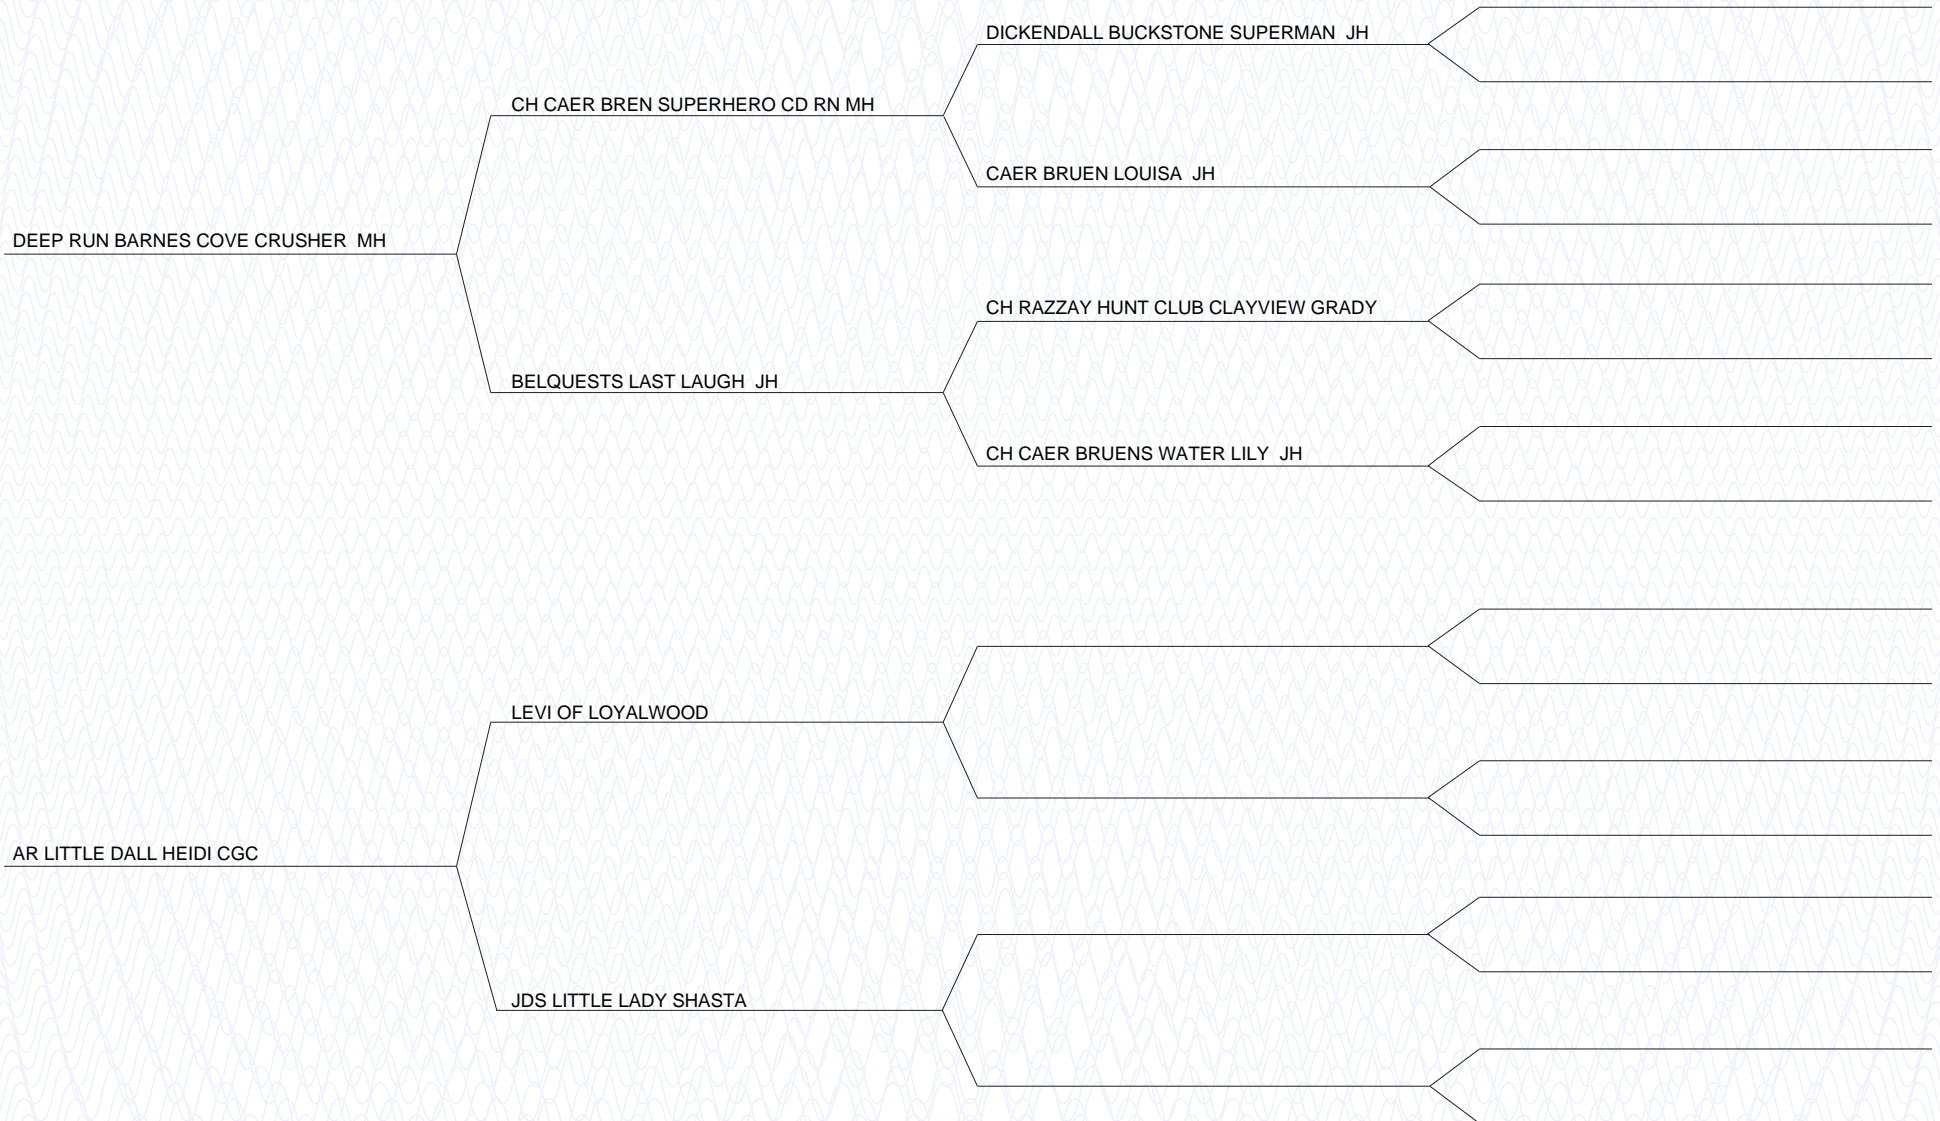 DICKENDALL BUCKSTONE SUPERMAN  JH
CH CAER BREN SUPERHERO CD RN MH
CAER BRUEN LOUISA  JH
DEEP RUN BARNES COVE CRUSHER  MH
CH RAZZAY HUNT CLUB CLAYVIEW GRADY
BELQUESTS LAST LAUGH  JH
CH CAER BRUENS WATER LILY  JH
LEVI OF LOYALWOOD
AR LITTLE DALL HEIDI CGC
JDS LITTLE LADY SHASTA